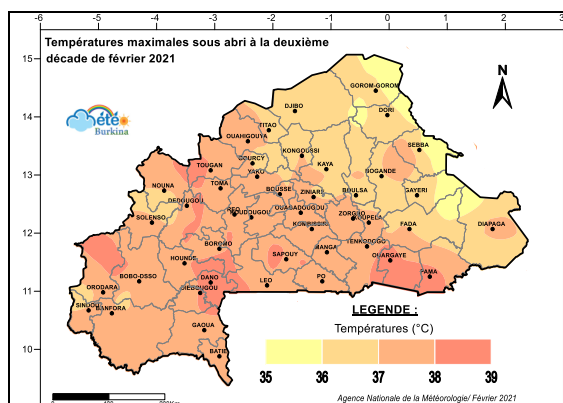 -6 -5 -4 -3 -2 -1 0 1 2 3
Températures maximales sous abri à la deuxième
décade de février 2021
N
Météo
Burkina
15
14
13
12
11
10
GOROM-GOROM
DJIBO
DORI
TITAO
OUAHIGOUYA
SEBBA
KONGOUSSI
GOURCY
TOUGAN
YAKO
KAYA
BOGANDE
NOUNA
TOMA
BOUSSE
ZINIARE
BOULSA
GAYERI
DEDOUGOU
REO
KOUDOUGOU
OUAGADOUGOU
ZORGHO
KOUPELA
SOLENSO
KONBISSIRI
FADA
DIAPAGA
BOROMO
MANGA
TENKODOGO
HOUNDE
SAPOUY
OUARGAYE
BOBO-DSSO
DANO
LEO
PO
PAMA
ORODARA
DIEBOUGOU
SINDOU
BANFORA
GAOUA
BATIE
LEGENDE :
Températures (°C)
35 36 37 38 39
Agence Nationale de la Météorologie/ Février 2021